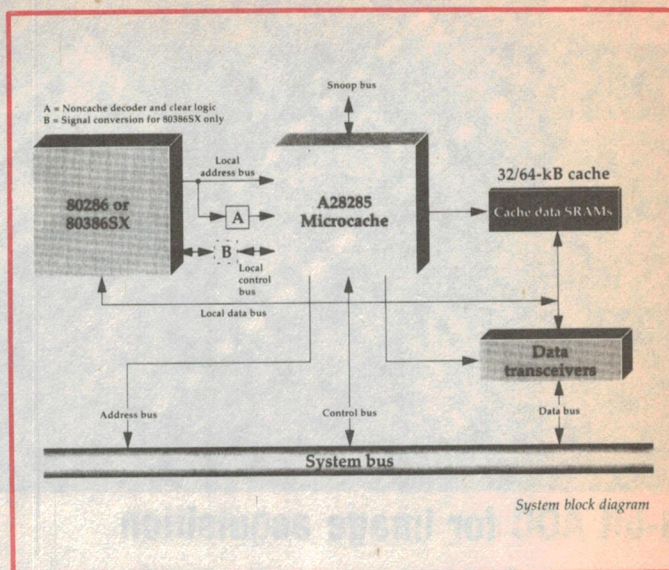 Snoop bus
A = Noncache decoder and clear logic
B = Signal conversion for 80386SX only
80286 or
80386SX
Local
address bus
A
B
Local
control
bus
A28285
Microcache
32/64-kB cache
Cache data SRAMs
Local data bus
Data
transceivers
Address bus
Control bus
Data bus
System bus
System block diagram